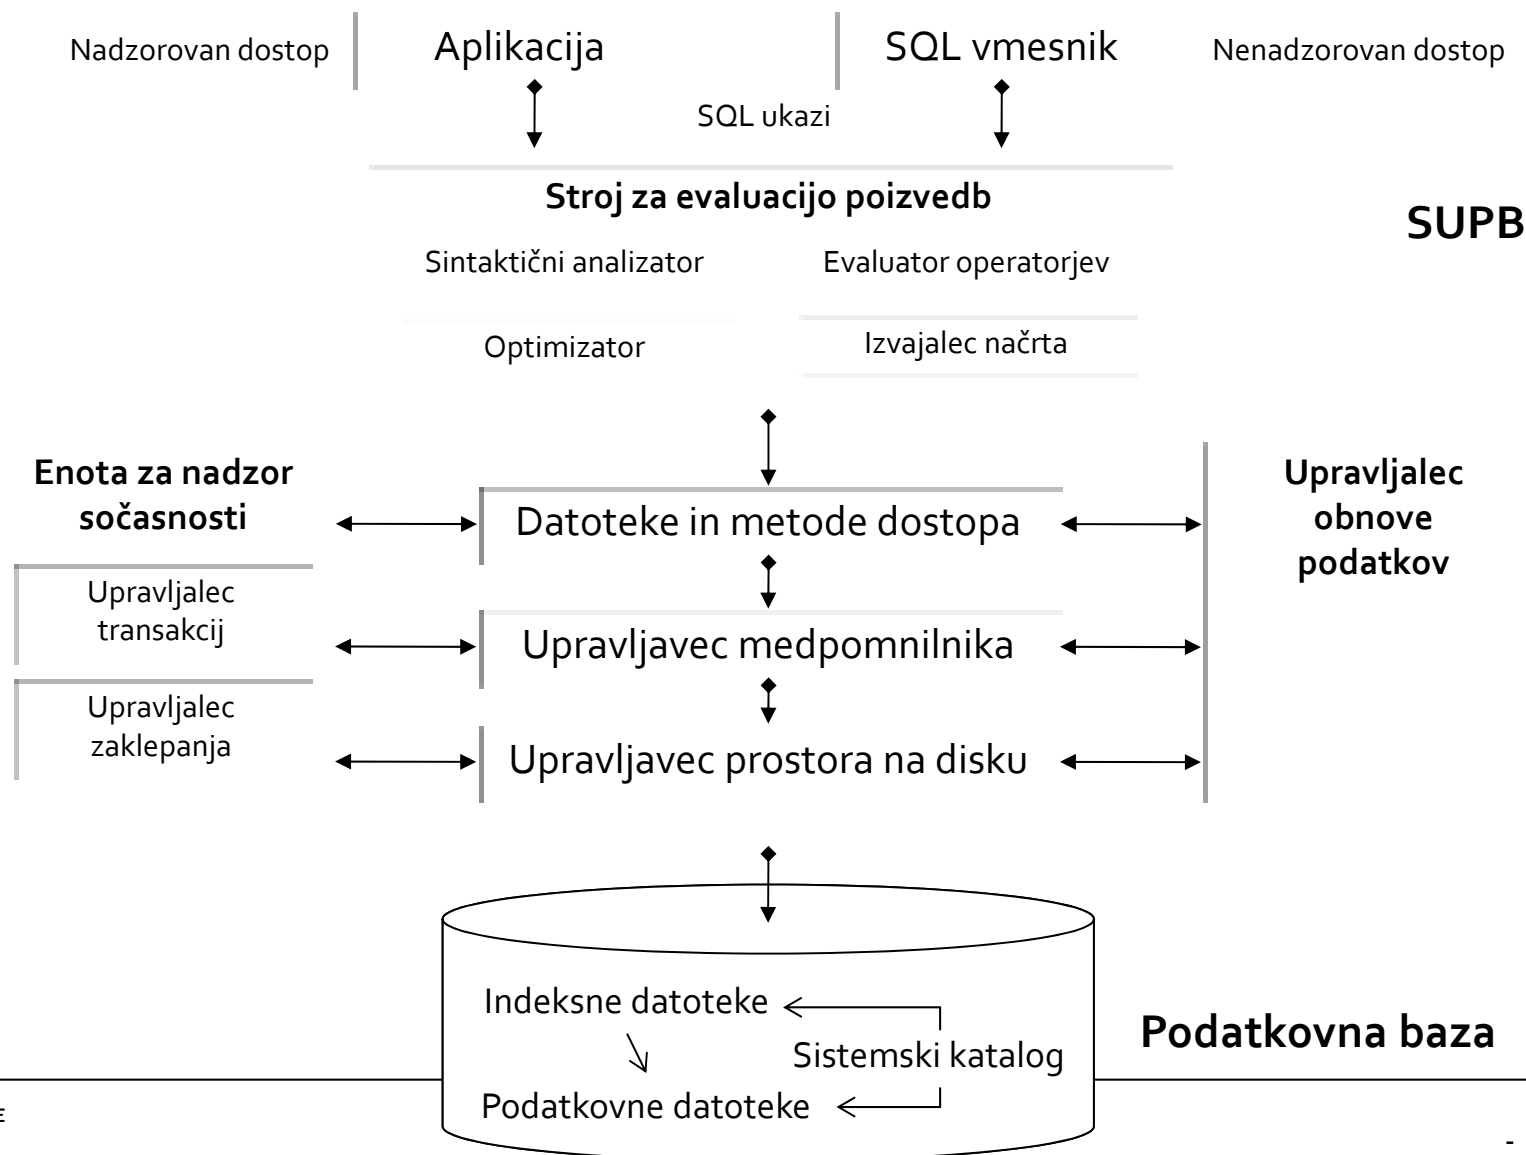 Nadzorovan dostop
Aplikacija
SQL vmesnik
Nenadzorovan dostop
SQL ukazi
Stroj za evaluacijo poizvedb
SUPB
Sintaktični analizator
Evaluator operatorjev
Optimizator
Izvajalec načrta
Enota za nadzor
sočasnosti
Datoteke in metode dostopa
Upravljalec
obnove
podatkov
Upravljalec
transakcij
Upravljavec medpomnilnika
Upravljalec
zaklepanja
Upravljavec prostora na disku
Indeksne datoteke
Sistemski katalog
Podatkovne datoteke
Podatkovna baza
-